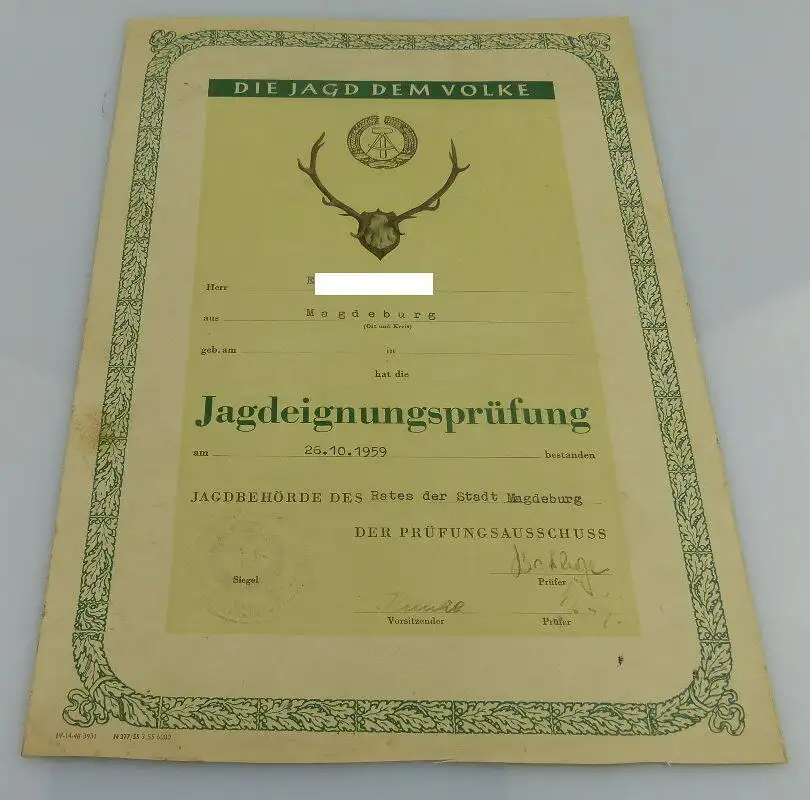 DIE JAGD DEM VOLKE
Herr E
aus Magdeburg
(Ort und Kreis)
geb. am in
hat die
Jagdeignungsprüfung
am 26.10.1959 bestanden
JAGDBEHÖRDE DES Rates der Stadt Magdeburg
DER PRÜFUNGSAUSSCHUSS
Siegel
Prüfer
Vorsitzender Prüfer